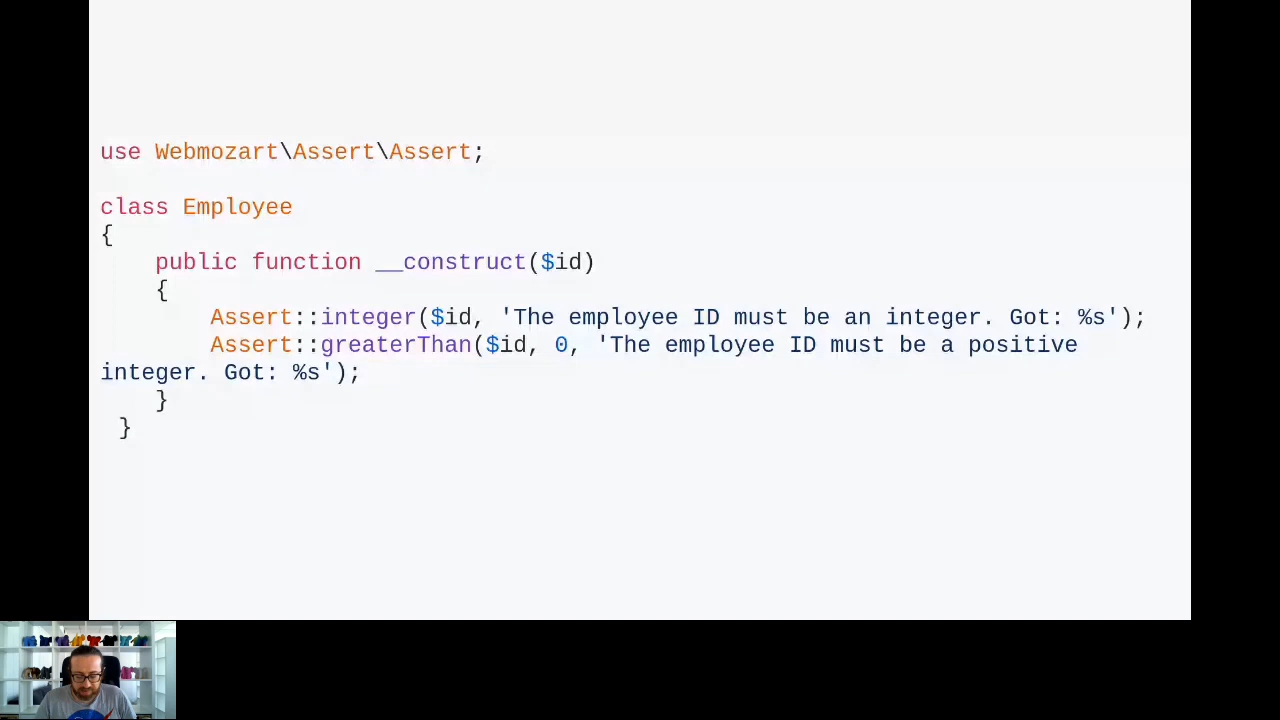 use Webmozart\Assert\Assert;
class Employee
{
public function __construct($id)
{
Assert::integer($id, 'The employee ID must be an integer. Got: %s');
Assert::greaterThan($id, 0, 'The employee ID must be a positive
integer. Got: %s');
}
}